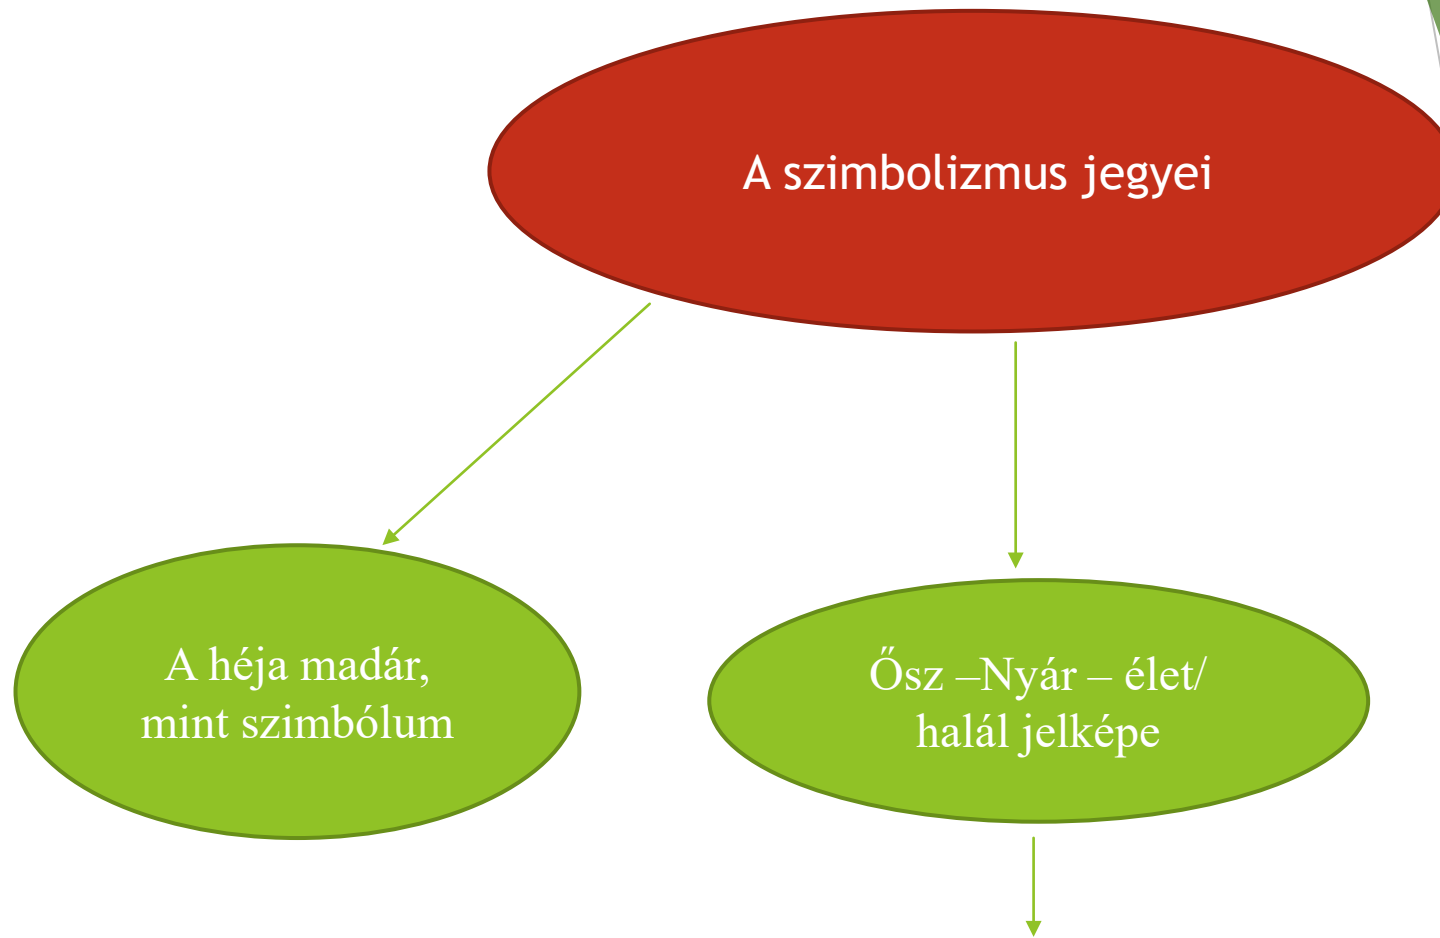 A szimbolizmus jegyei
A héja madár,
mint szimbólum
Ősz –Nyár – élet/
halál jelképe